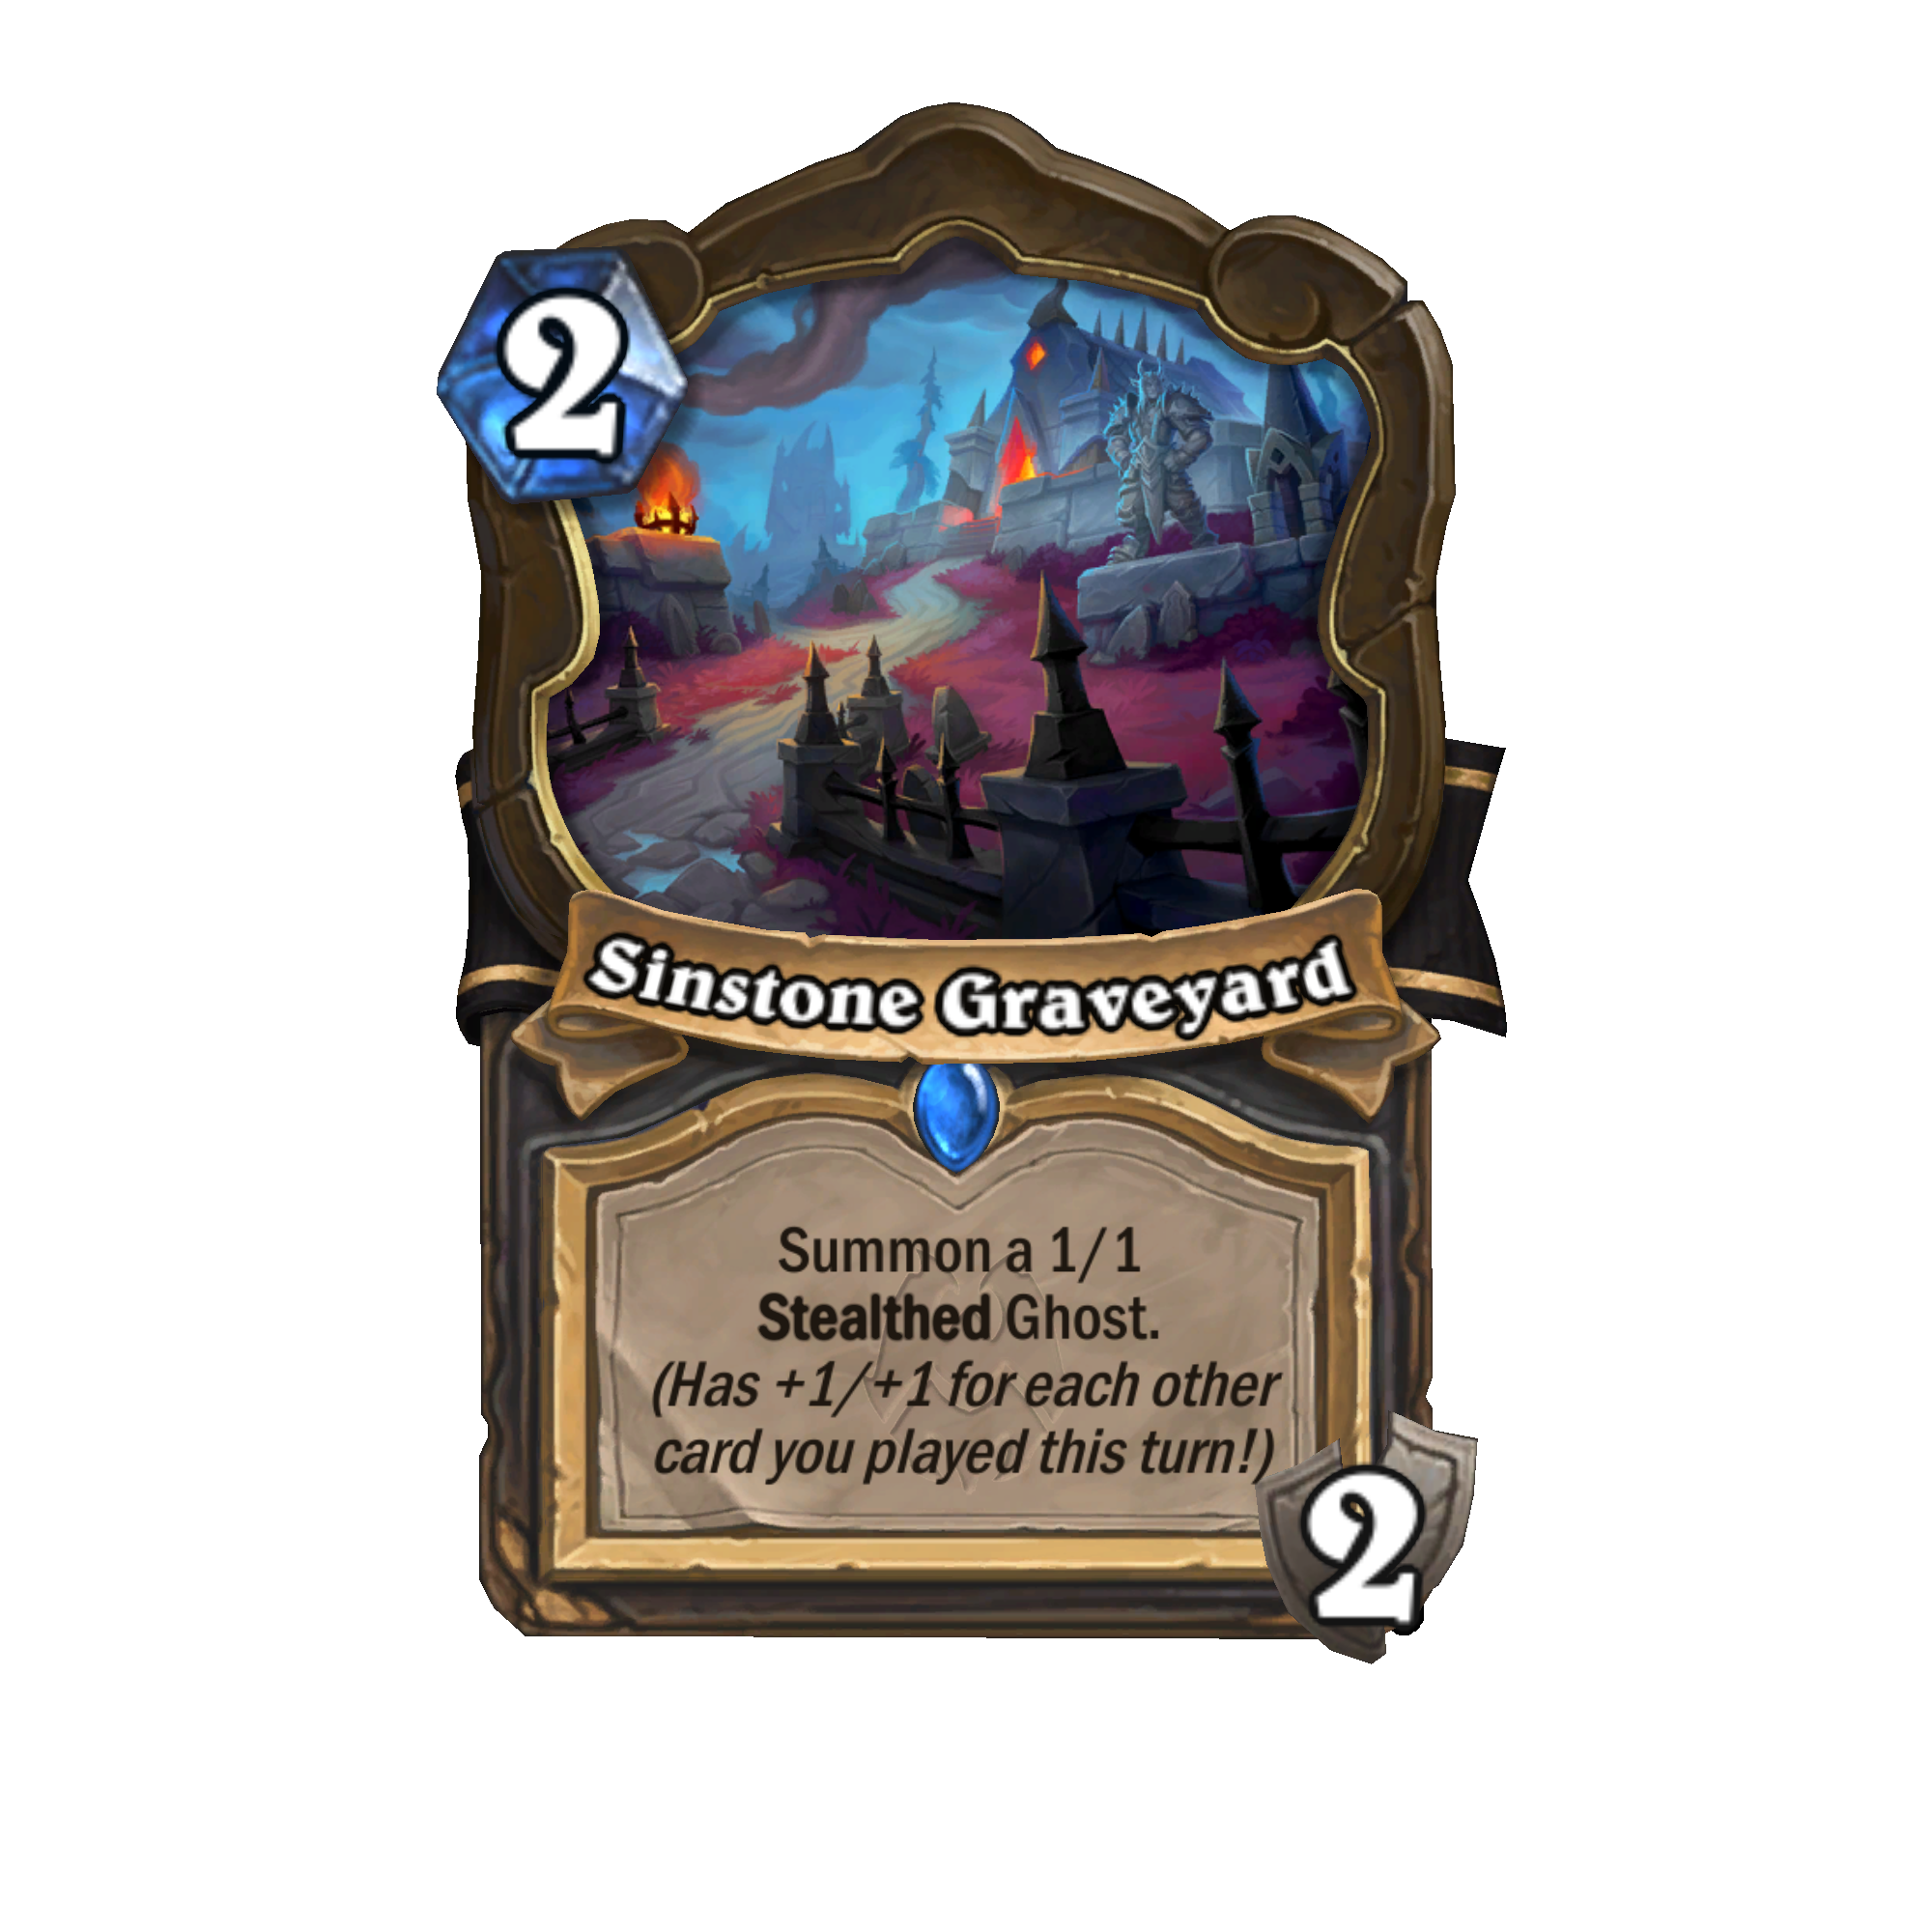 2
Sinstone Graveyard
Summon a 1/1
Stealthed Ghost.
(Has +1/+1 for each other
card you played this turn!)
2